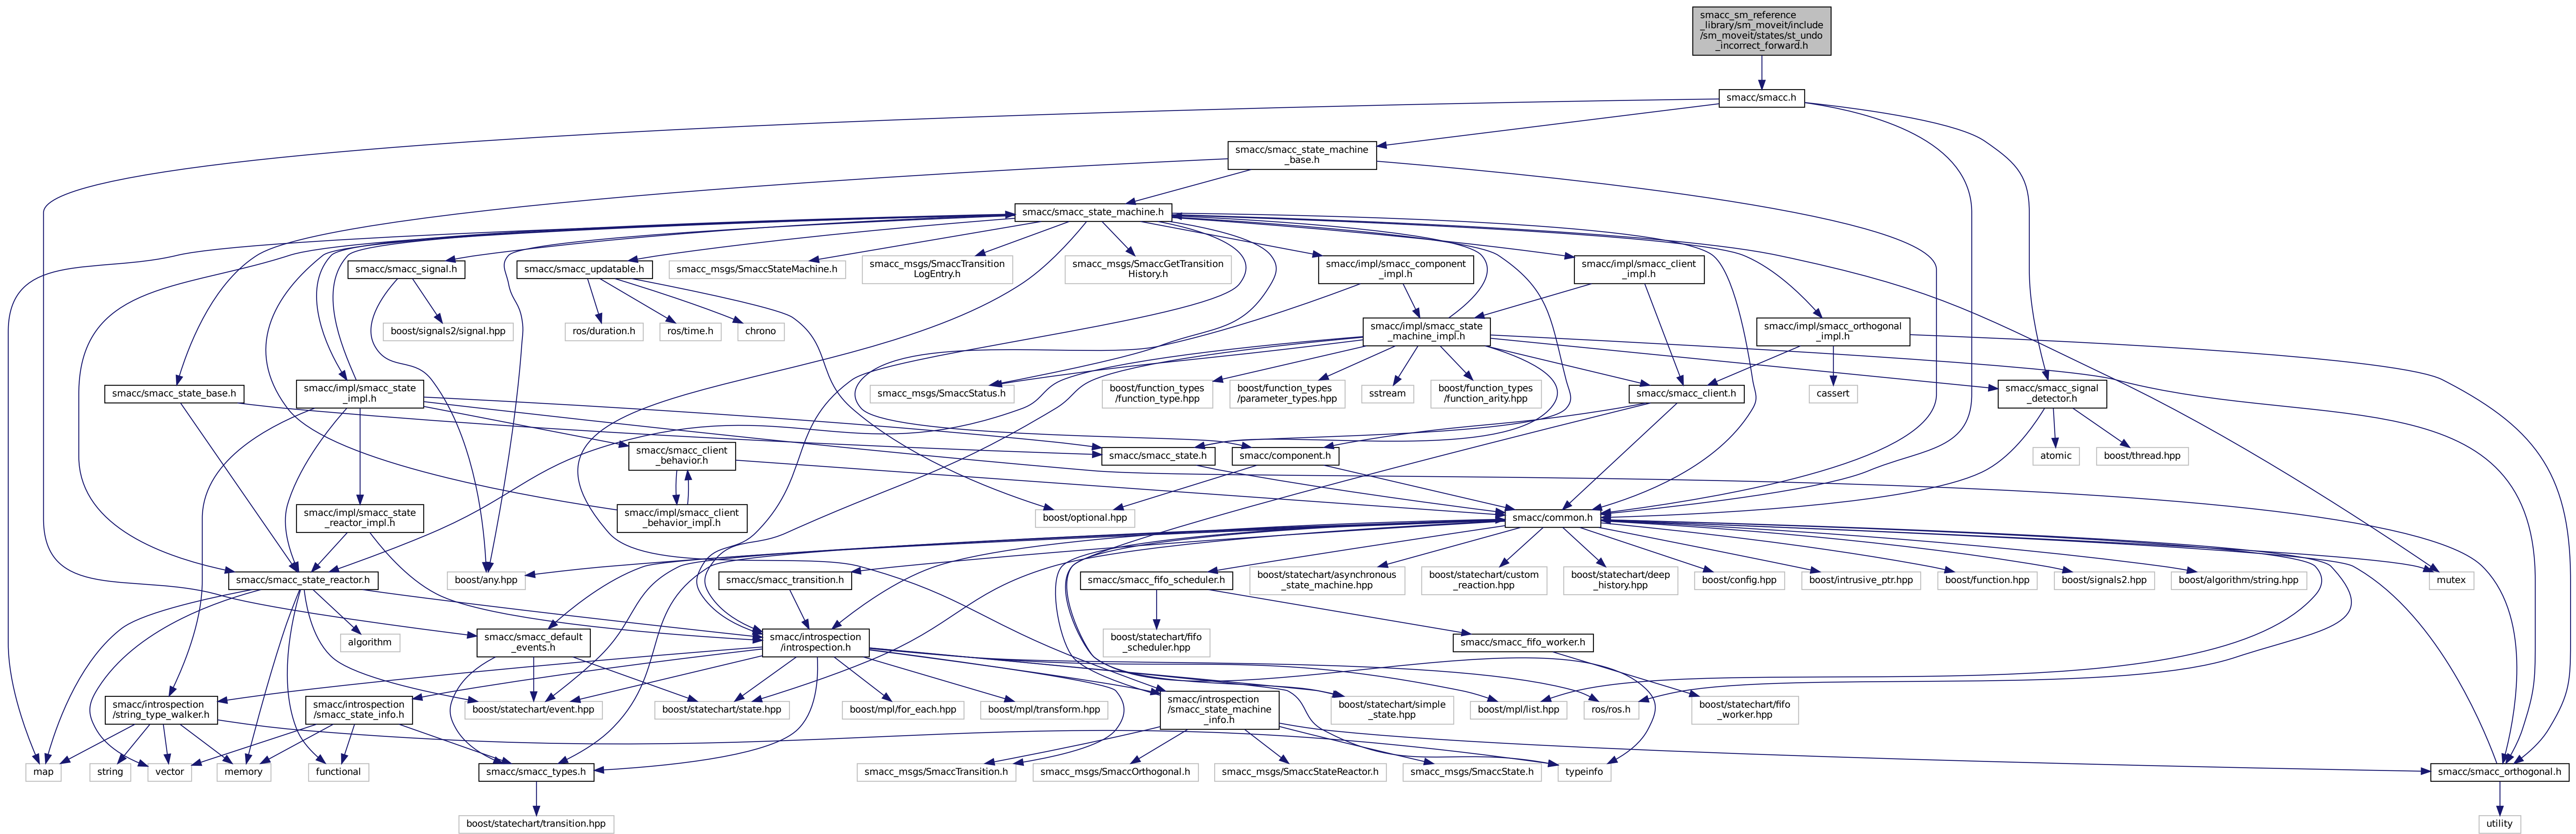 smacc_sm_reference
_library/sm_moveit/include
/sm_moveit/states/st_undo
_incorrect_forward.h
smacc/smacc.h
smacc/smacc_state_machine
_base.h
smacc/smacc_state_machine.h
smacc/smacc_signal.h
smacc/smacc_updatable.h
smacc_msgs/SmaccStateMachine.h
smacc_msgs/SmaccTransition
LogEntry.h
smacc_msgs/SmaccGetTransition
History.h
smacc/impl/smacc_component
_impl.h
smacc/impl/smacc_client
_impl.h
boost/signals2/signal.hpp
ros/duration.h
ros/time.h
chrono
smacc/impl/smacc_state
_machine_impl.h
smacc/impl/smacc_orthogonal
_impl.h
smacc/smacc_state_base.h
smacc/impl/smacc_state
_impl.h
smacc_msgs/SmaccStatus.h
boost/function_types
/function_type.hpp
boost/function_types
/parameter_types.hpp
sstream
boost/function_types
/function_arity.hpp
smacc/smacc_client.h
cassert
smacc/smacc_signal
_detector.h
smacc/smacc_client
_behavior.h
smacc/smacc_state.h
smacc/component.h
atomic
boost/thread.hpp
smacc/impl/smacc_state
_reactor_impl.h
smacc/impl/smacc_client
_behavior_impl.h
boost/optional.hpp
smacc/common.h
smacc/smacc_state_reactor.h
boost/any.hpp
smacc/smacc_transition.h
smacc/smacc_fifo_scheduler.h
boost/statechart/asynchronous
_state_machine.hpp
boost/statechart/custom
_reaction.hpp
boost/statechart/deep
_history.hpp
boost/config.hpp
boost/intrusive_ptr.hpp
boost/function.hpp
boost/signals2.hpp
boost/algorithm/string.hpp
mutex
algorithm
smacc/smacc_default
_events.h
smacc/introspection
/introspection.h
boost/statechart/fifo
_scheduler.hpp
smacc/smacc_fifo_worker.h
smacc/introspection
/string_type_walker.h
smacc/introspection
/smacc_state_info.h
boost/statechart/event.hpp
boost/statechart/state.hpp
boost/mpl/for_each.hpp
boost/mpl/transform.hpp
smacc/introspection
/smacc_state_machine
_info.h
boost/statechart/simple
_state.hpp
boost/mpl/list.hpp
ros/ros.h
boost/statechart/fifo
_worker.hpp
map
string
vector
memory
functional
smacc/smacc_types.h
smacc_msgs/SmaccTransition.h
smacc_msgs/SmaccOrthogonal.h
smacc_msgs/SmaccStateReactor.h
smacc_msgs/SmaccState.h
typeinfo
smacc/smacc_orthogonal.h
boost/statechart/transition.hpp
utility